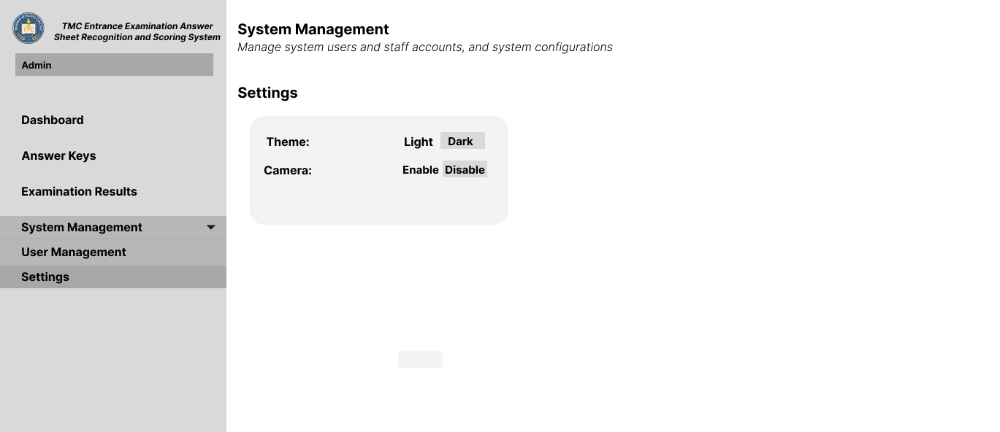 TMC Entrance Examination Answer
Sheet Recognition and Scoring System
Admin
Dashboard
Answer Keys
Examination Results
System Management
User Management
Settings
System Management
Manage system users and staff accounts, and system configurations
Settings
Theme: Light Dark
Camera: Enable Disable